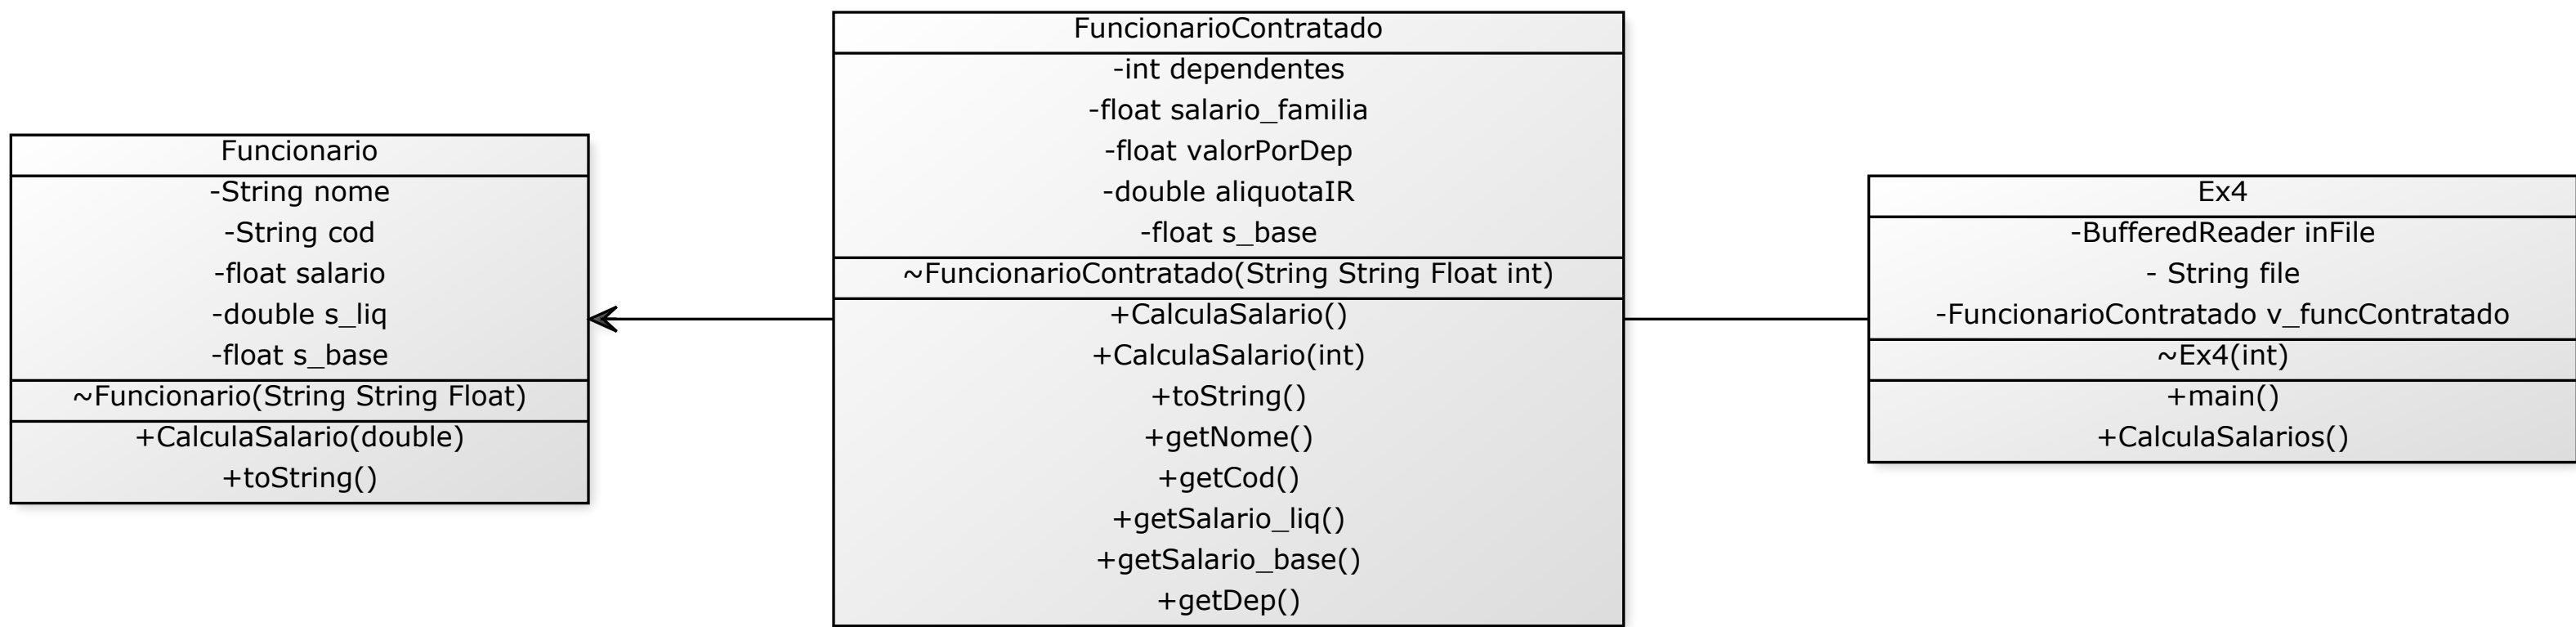 Funcionario
-String nome
-String cod
-float salario
-double s_liq
-float s_base
~Funcionario(String String Float)
+CalculaSalario(double)
+toString()
FuncionarioContratado
-int dependentes
-float salario_familia
-float valorPorDep
-double aliquotaIR
-float s_base
~FuncionarioContratado(String String Float int)
+CalculaSalario()
+CalculaSalario(int)
+toString()
+getNome()
+getCod()
+getSalario_liq()
+getSalario_base()
+getDep()
Ex4
-BufferedReader inFile
- String file
-FuncionarioContratado v_funcContratado
~Ex4(int)
+main()
+CalculaSalarios()